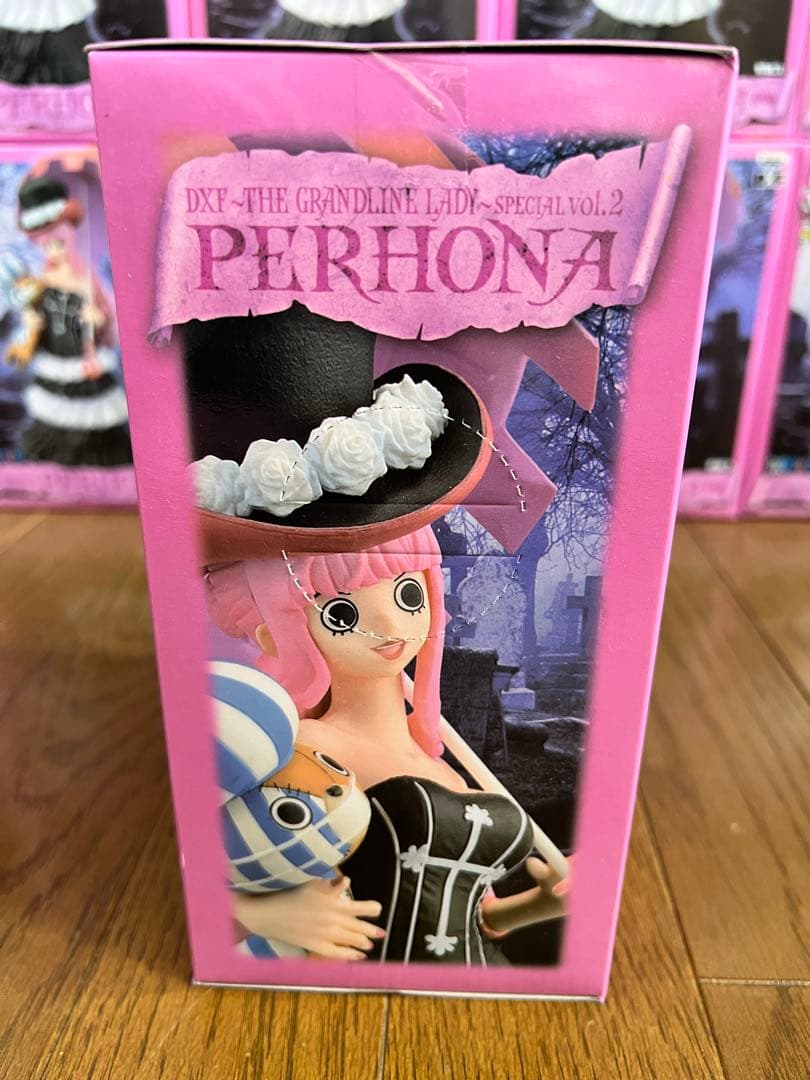 DXF~THE GRANDLINE LADY~SPECIAL vol.2
PERHONA